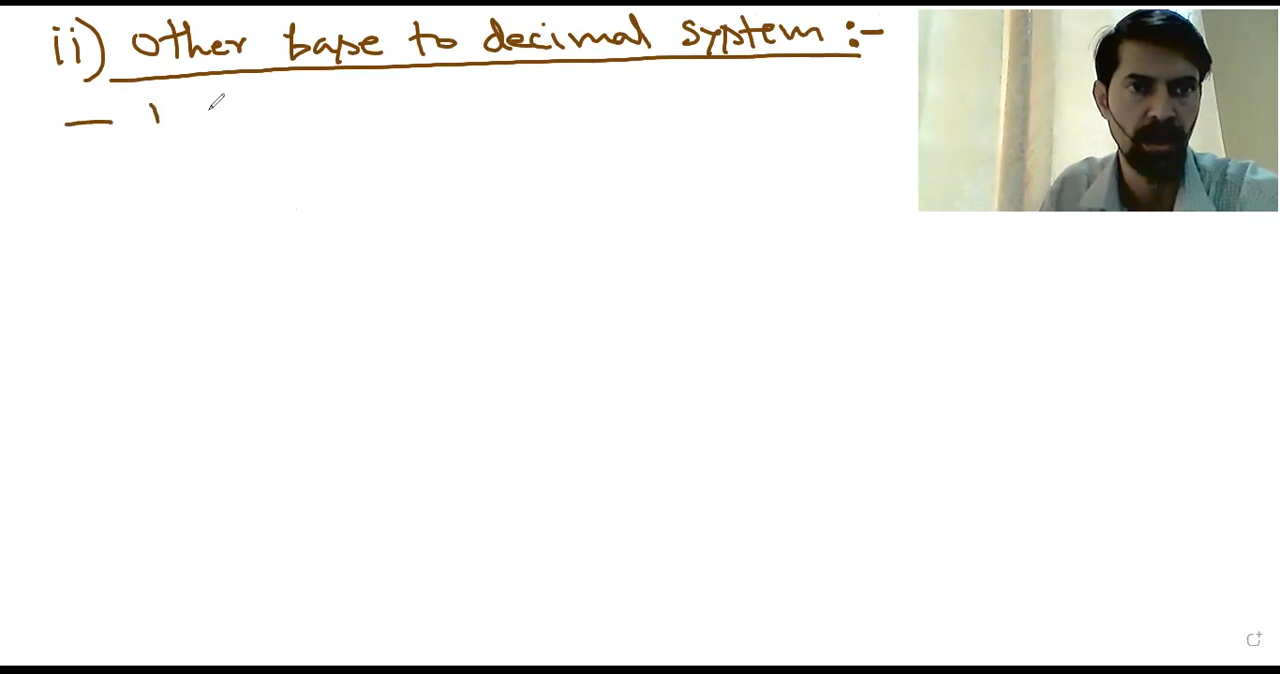 ii) Other base to decimal system :-
—